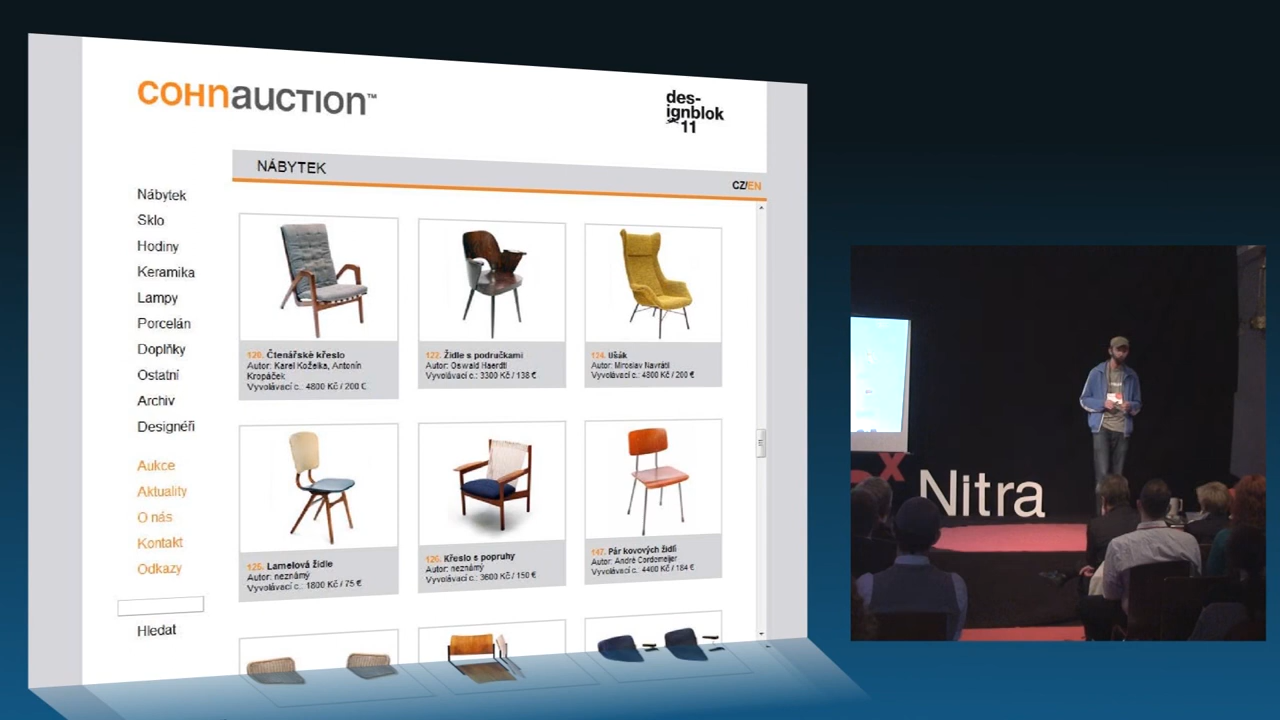 COHNAUCTION™
des-
ignblok
11
NÁBYTEK
CZ/EN
Nábytek
Sklo
Hodiny
Keramika
Lampy
Porcelán
Doplňky
Ostatní
Archiv
Designéři
Aukce
Aktuality
O nás
Kontakt
Odkazy
Hledat
120. Čtenářské křeslo
Autor: Karel Koželka, Antonín
Kropáček
Vyvolávací c.: 4800 Kč / 200 €
122. Židle s područkami
Autor: Oswald Haerdtl
Vyvolávací c.: 3300 Kč / 138 €
124. Ušák
Autor: Miroslav Navrátil
Vyvolávací c.: 4800 Kč / 200 €
125. Lamelová židle
Autor: neznámý
Vyvolávací c.: 1800 Kč / 75 €
126. Křeslo s popruhy
Autor: neznámý
Vyvolávací c.: 3600 Kč / 150 €
147. Pár kovových židlí
Autor: André Cordemeijer
Vyvolávací c.: 4400 Kč / 184 €
x Nitra